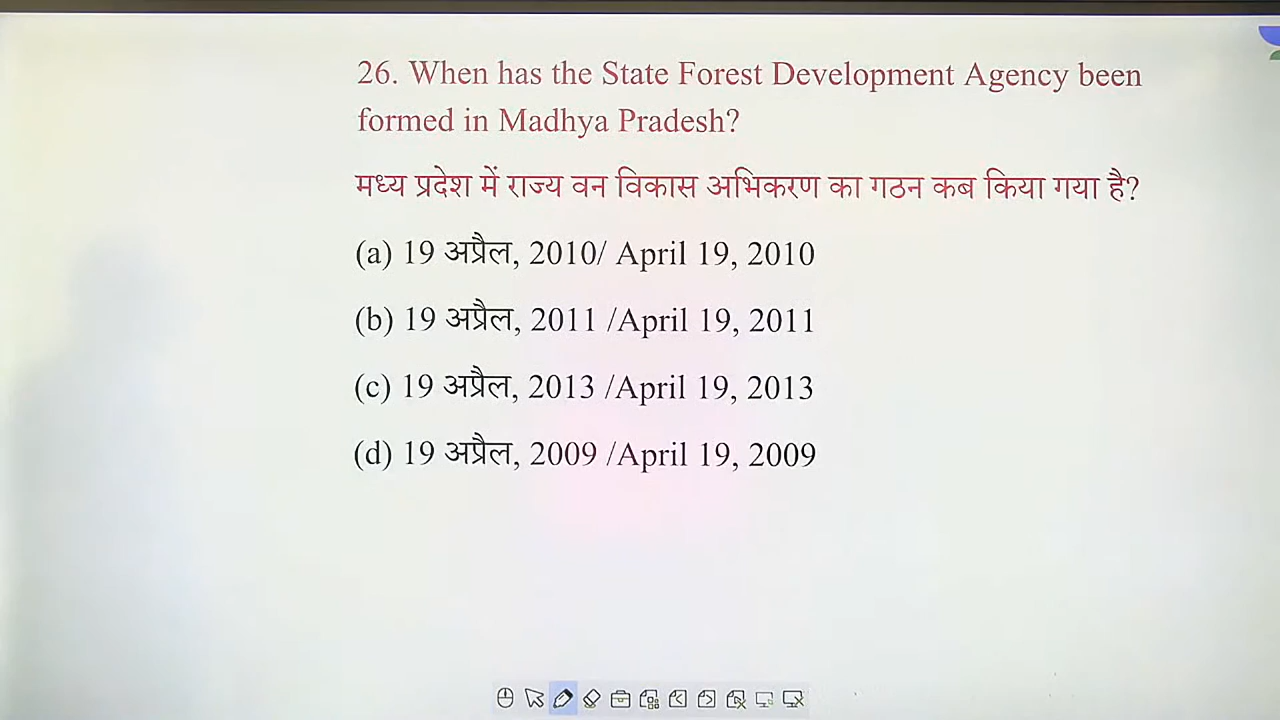 26. When has the State Forest Development Agency been
formed in Madhya Pradesh?
मध्य प्रदेश में राज्य वन विकास अभिकरण का गठन कब किया गया है?
(a) 19 अप्रैल, 2010/ April 19, 2010
(b) 19 अप्रैल, 2011 /April 19, 2011
(c) 19 अप्रैल, 2013 /April 19, 2013
(d) 19 अप्रैल, 2009 /April 19, 2009